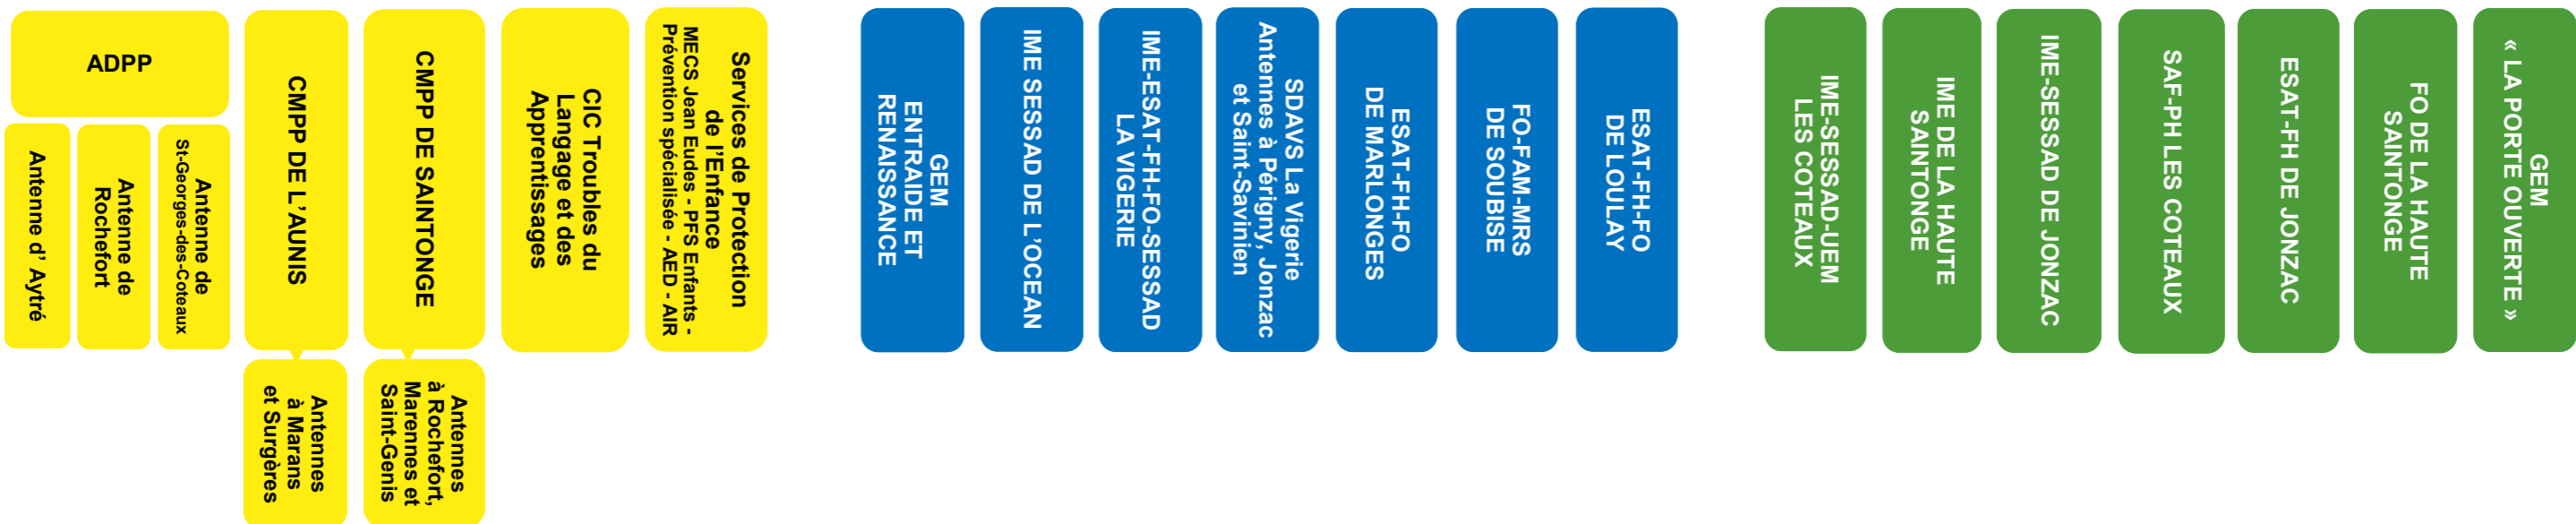 ADPP
Antenne d' Aytré
Antenne de
Rochefort
Antenne de
St-Georges-des-Coteaux
CMPP DE L'AUNIS
Antennes
à Marans
et Surgères
CMPP DE SAINTONGE
Antennes
à Rochefort,
Marennes et
Saint-Genis
CIC Troubles du
Langage et des
Apprentissages
Services de Protection
de l'Enfance
MECS Jean Eudes - PFS Enfants -
Prévention spécialisée - AED - AIR
GEM
ENTRAIDE ET
RENAISSANCE
IME SESSAD DE L'OCEAN
IME-ESAT-FH-FO-SESSAD
LA VIGERIE
SDAVS La Vigerie
Antennes à Périgny, Jonzac
et Saint-Savinien
ESAT-FH-FO
DE MARLONGES
FO-FAM-MRS
DE SOUBISE
ESAT-FH-FO
DE LOULAY
IME-SESSAD-UEM
LES COTEAUX
IME DE LA HAUTE
SAINTONGE
IME-SESSAD DE JONZAC
SAF-PH LES COTEAUX
ESAT-FH DE JONZAC
FO DE LA HAUTE
SAINTONGE
GEM
« LA PORTE OUVERTE »